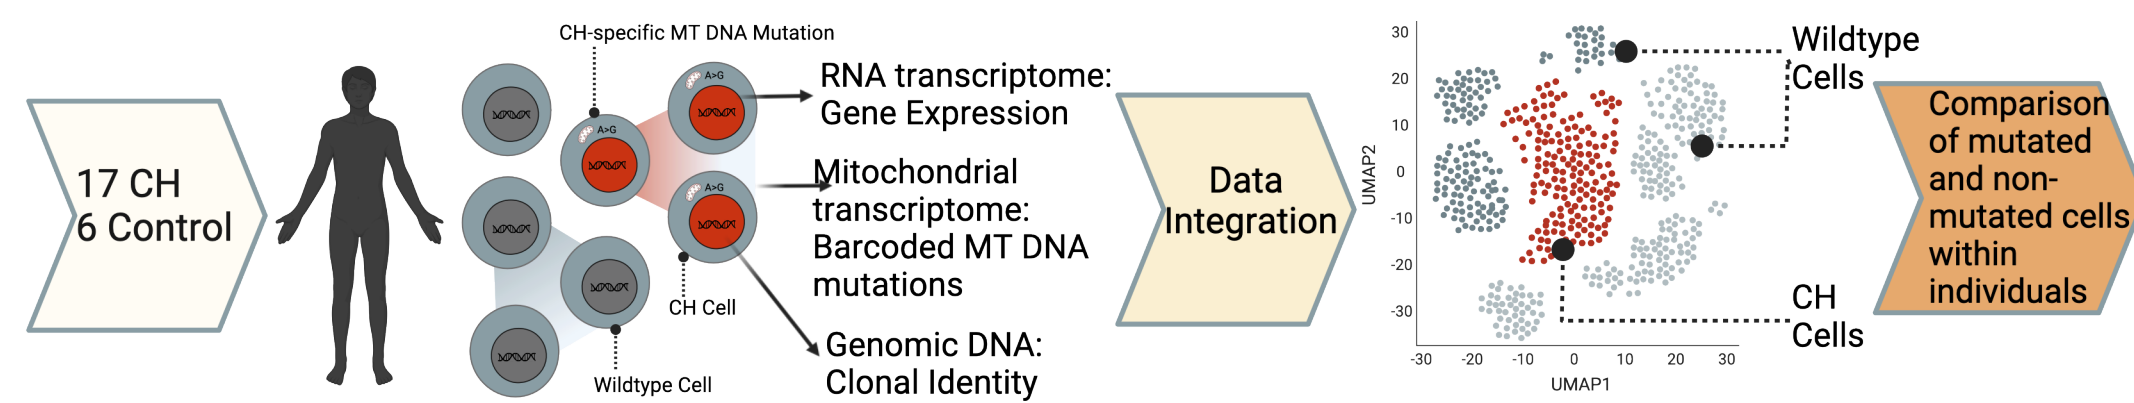 17 CH
6 Control
CH-specific MT DNA Mutation
A>G
A>G
A>G
CH Cell
Wildtype Cell
RNA transcriptome:
Gene Expression
Mitochondrial
transcriptome:
Barcoded MT DNA
mutations
Genomic DNA:
Clonal Identity
Data
Integration
UMAP2
30
20
10
0
-10
-20
-30
-30
-20
-10
0
10
20
30
UMAP1
Wildtype
Cells
CH
Cells
Comparison
of mutated
and non-
mutated cells
within
individuals